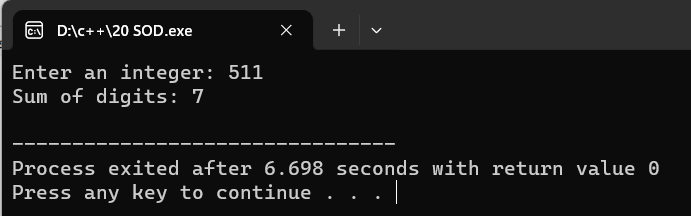 D:\c++\20 SOD.exe
Enter an integer: 511
Sum of digits: 7
--------------------------------
Process exited after 6.698 seconds with return value 0
Press any key to continue . . .